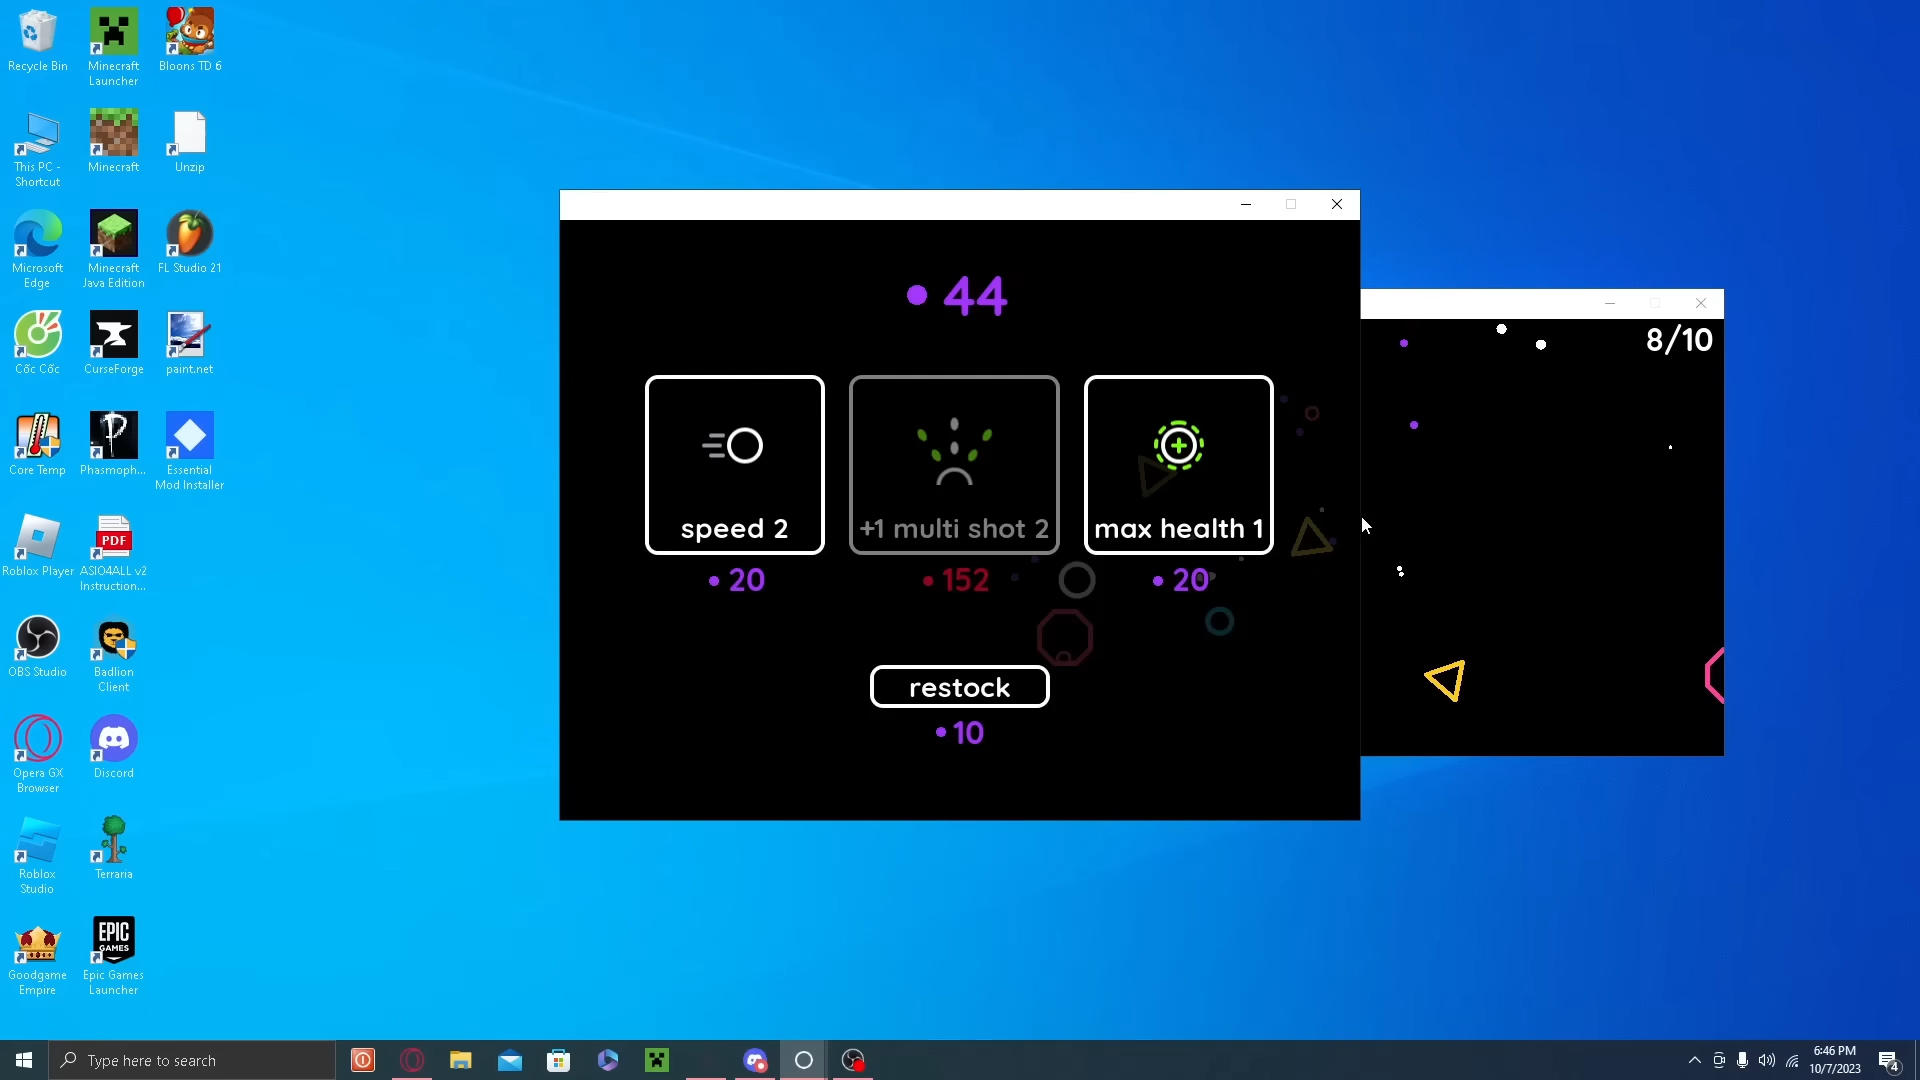 Recycle Bin
Minecraft
Launcher
Bloons TD 6
This PC -
Shortcut
Minecraft
Unzip
Microsoft
Edge
Minecraft
Java Edition
FL Studio 21
Cốc Cốc
CurseForge
paint.net
Core Temp
Phasmoph...
Essential
Mod Installer
Roblox Player
PDF
ASIO4ALL v2
Instruction...
OBS Studio
Badlion
Client
Opera GX
Browser
Discord
Roblox
Studio
Terraria
Goodgame
Empire
EPIC
GAMES
Epic Games
Launcher
44
speed 2
+1 multi shot 2
max health 1
20
152
20
restock
10
8/10
Type here to search
6:46 PM
10/7/2023
4